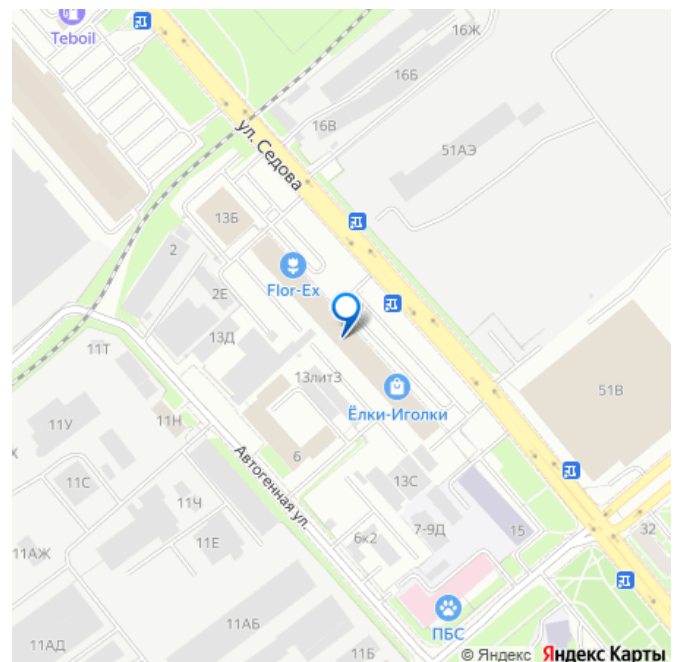 Teboil
16Ж
16Б
16В
ул. Седова
51АЭ
13Б
2
Flor-Ex
2Е
13Д
11Т
13литЗ
51В
Ёлки-Иголки
11У
11Н
6
Автогенная ул.
11С
13С
11Ч
7-9Д
15
32
6к2
11Е
11АЖ
ПБС
11АБ
11АД
11Б
© Яндекс Яндекс Карты